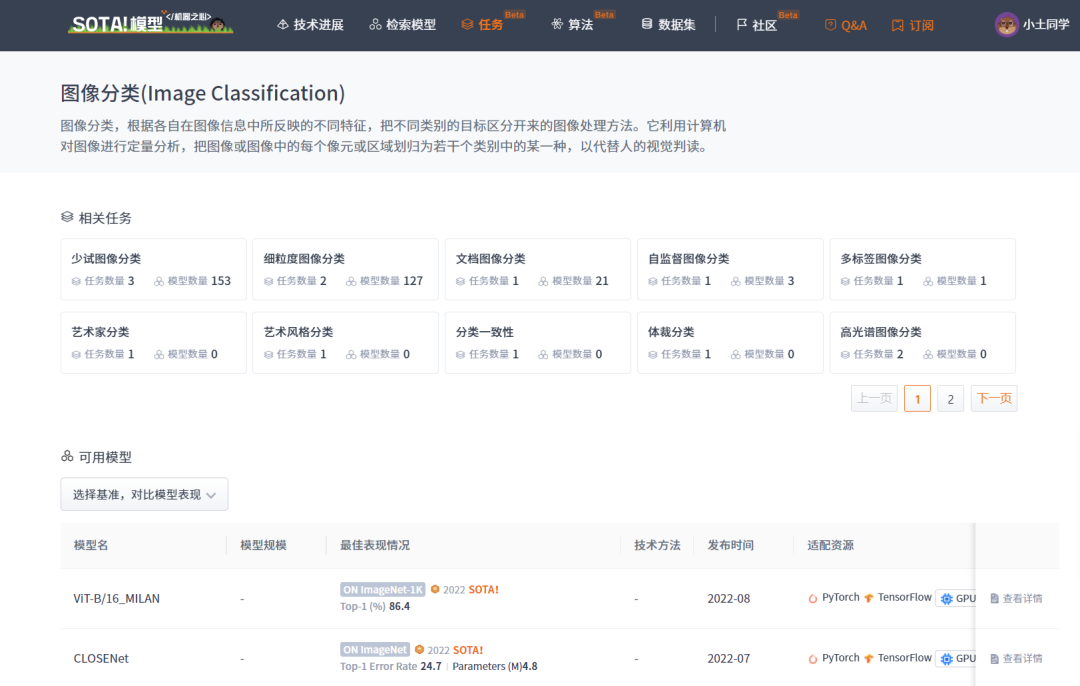 SOTA!模型 </机器之心>
技术进展 检索模型 任务 Beta 算法 Beta 数据集 社区 Beta Q&A 订阅 小土同学
图像分类(Image Classification)
图像分类，根据各自在图像信息中所反映的不同特征，把不同类别的目标区分开来的图像处理方法。它利用计算机
对图像进行定量分析，把图像或图像中的每个像元或区域划归为若干个类别中的某一种，以代替人的视觉判读。
相关任务
少试图像分类
任务数量 3 模型数量 153
细粒度图像分类
任务数量 2 模型数量 127
文档图像分类
任务数量 1 模型数量 21
自监督图像分类
任务数量 1 模型数量 3
多标签图像分类
任务数量 1 模型数量 1
艺术家分类
任务数量 1 模型数量 0
艺术风格分类
任务数量 1 模型数量 0
分类一致性
任务数量 1 模型数量 0
体裁分类
任务数量 1 模型数量 0
高光谱图像分类
任务数量 2 模型数量 0
上一页 1 2 下一页
可用模型
选择基准，对比模型表现
模型名 模型规模 最佳表现情况 技术方法 发布时间 适配资源
ViT-B/16_MILAN - ON ImageNet-1K 2022 SOTA! - 2022-08 PyTorch TensorFlow GPU 查看详情
Top-1 (%) 86.4
CLOSENet - ON ImageNet 2022 SOTA! - 2022-07 PyTorch TensorFlow GPU 查看详情
Top-1 Error Rate 24.7 | Parameters (M)4.8